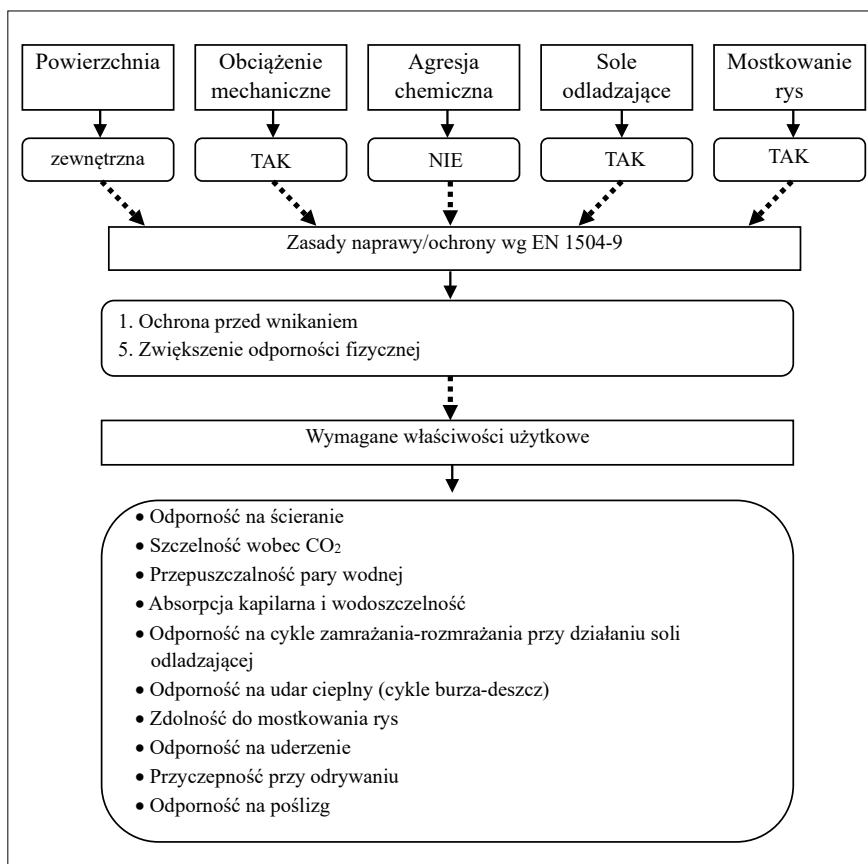 Powierzchnia
Obciążenie
mechaniczne
Agresja
chemiczna
Sole
odladzające
Mostkowanie
rys
zewnętrzna
TAK
NIE
TAK
TAK
Zasady naprawy/ochrony wg EN 1504-9
1. Ochrona przed wnikaniem
5. Zwiększenie odporności fizycznej
Wymagane właściwości użytkowe
• Odporność na ścieranie
• Szczelność wobec CO₂
• Przepuszczalność pary wodnej
• Absorpcja kapilarna i wodoszczelność
• Odporność na cykle zamrażania-rozmrażania przy działaniu soli
odladzającej
• Odporność na udar cieplny (cykle burza-deszcz)
• Zdolność do mostkowania rys
• Odporność na uderzenie
• Przyczepność przy odrywaniu
• Odporność na poślizg